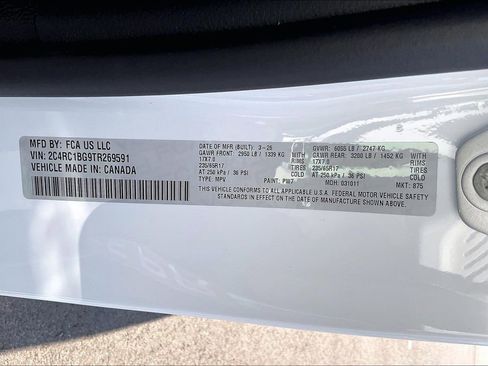 MFD BY: FCA US LLC
VIN: 2C4RC1BG9TR269591
VEHICLE MADE IN: CANADA
DATE OF MFR (BUILT): 3-26
GAWR FRONT: 2950 LB / 1339 KG
17X7.0 RIMS
235/65R17 TIRES
AT 250 kPa / 36 PSI COLD
TYPE: MPV PAINT: PW7
GVWR: 6055 LB / 2747 KG
GAWR REAR: 3200 LB / 1452 KG
17X7.0 RIMS
235/65R17 TIRES
AT 250 kPa / 36 PSI COLD
MDH: 031011 MKT: 875
THIS VEHICLE CONFORMS TO ALL APPLICABLE U.S.A. FEDERAL MOTOR VEHICLE SAFETY
STANDARDS IN EFFECT ON THE DATE OF MANUFACTURE SHOWN ABOVE.